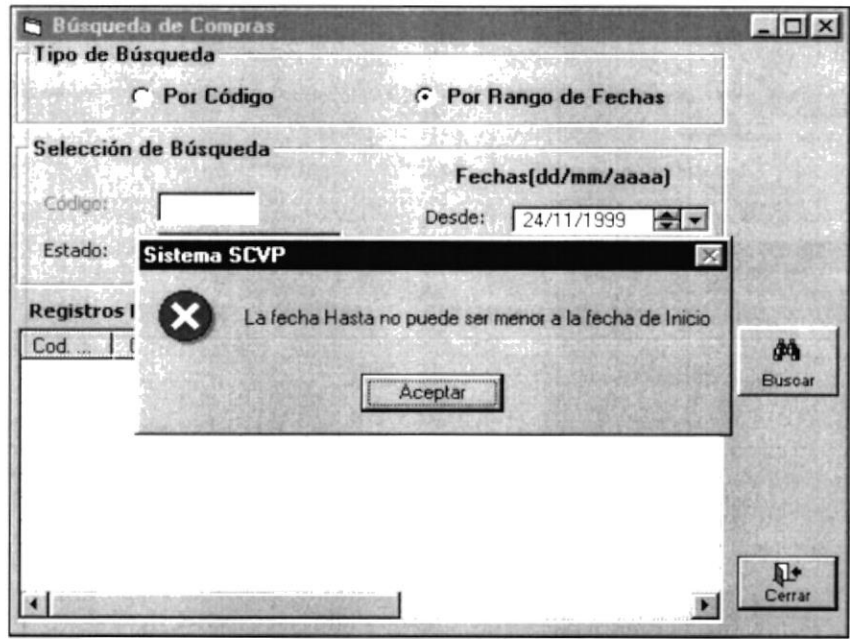 Búsqueda de Compras
Tipo de Búsqueda
Por Código
Por Rango de Fechas
Selección de Búsqueda
Fechas(dd/mm/aaaa)
Código:
Desde: 24/11/1999
Estado:
Sistema SCVP
La fecha Hasta no puede ser menor a la fecha de Inicio
Aceptar
Registros
Cod. ...
Buscar
Cerrar